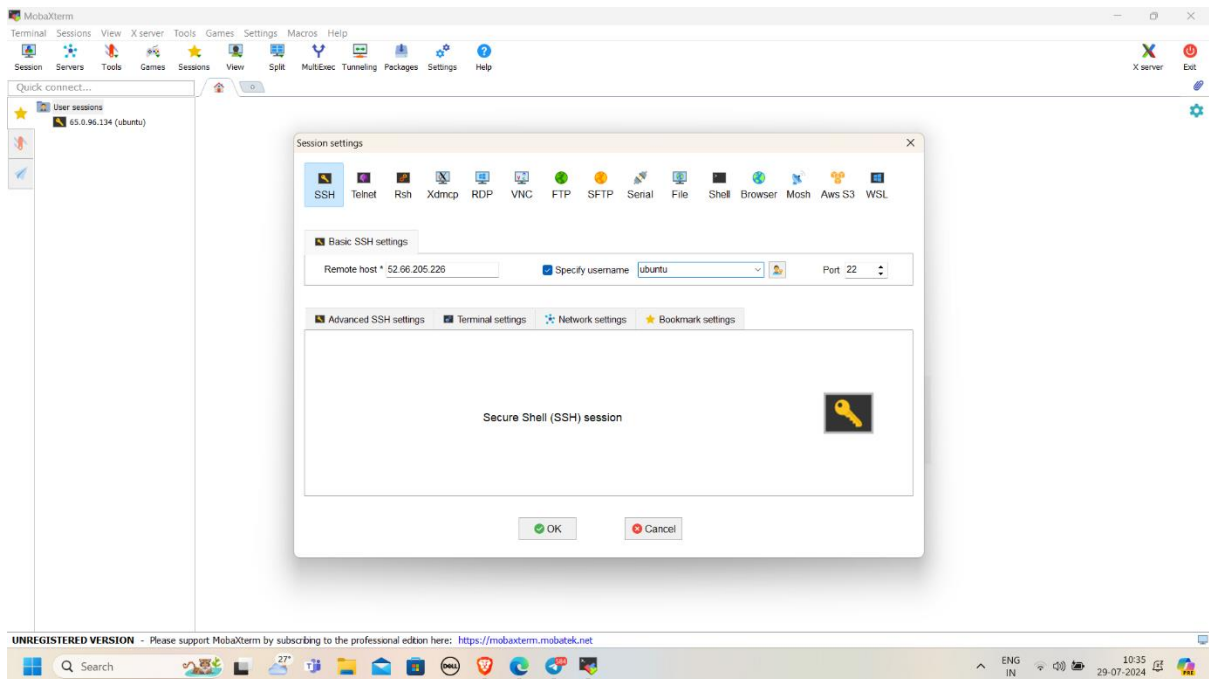 MobaXterm
Terminal Sessions View X server Tools Games Settings Macros Help
Session Servers Tools Games Sessions View Split MultiExec Tunneling Packages Settings Help X server Exit
Quick connect...
User sessions
65.0.96.134 (ubuntu)
Session settings
SSH Telnet Rsh Xdmcp RDP VNC FTP SFTP Serial File Shell Browser Mosh Aws S3 WSL
Basic SSH settings
Remote host * 52.66.205.226 Specify username ubuntu Port 22
Advanced SSH settings Terminal settings Network settings Bookmark settings
Secure Shell (SSH) session
OK Cancel
UNREGISTERED VERSION - Please support MobaXterm by subscribing to the professional edition here: https://mobaxterm.mobatek.net
Search 27° DELL ENG 10:35
IN 29-07-2024 PRE